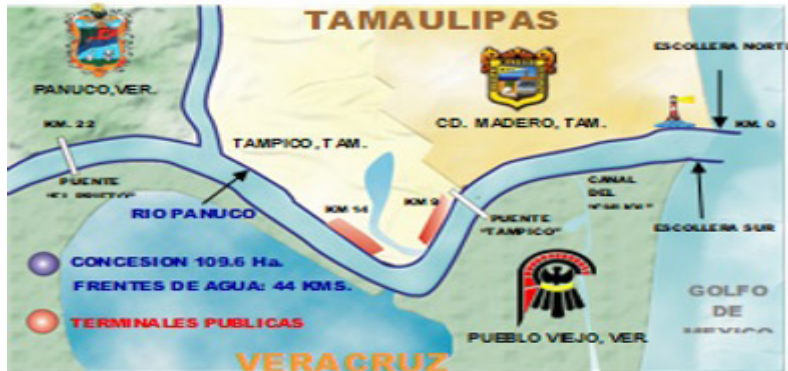 TAMAULIPAS
ESCOLLERA NORTE
PANUCO, VER.
KM. 22
CD. MADERO, TAM.
KM. 0
TAMPICO, TAM.
PUENTE
CANAL
DEL
RIO PANUCO
KM 14
KM 9
PUENTE
"TAMPICO"
ESCOLLERA SUR
CONCESION 109.6 Ha.
FRENTES DE AGUA: 44 KMS.
GOLFO
DE
MEXICO
TERMINALES PUBLICAS
PUEBLO VIEJO, VER.
VERACRUZ